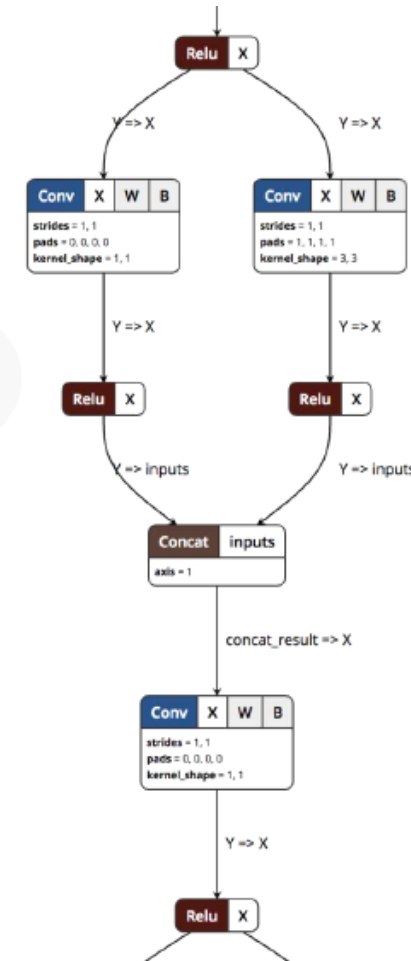 Relu X
Y => X
Y => X
Conv X W B
strides = 1, 1
pads = 0, 0, 0, 0
kernel_shape = 1, 1
Conv X W B
strides = 1, 1
pads = 1, 1, 1, 1
kernel_shape = 3, 3
Y => X
Y => X
Relu X
Relu X
Y => inputs
Y => inputs
Concat inputs
axis = 1
concat_result => X
Conv X W B
strides = 1, 1
pads = 0, 0, 0, 0
kernel_shape = 1, 1
Y => X
Relu X